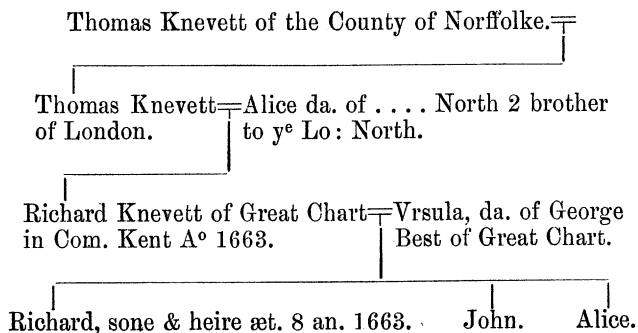 Thomas Knevett of the County of Norffolke.
Thomas Knevett Alice da. of . . . . North 2 brother
of London. to yᵉ Lo: North.
Richard Knevett of Great Chart Vrsula, da. of George
in Com. Kent Aº 1663. Best of Great Chart.
Richard, sone & heire æt. 8 an. 1663. John. Alice.